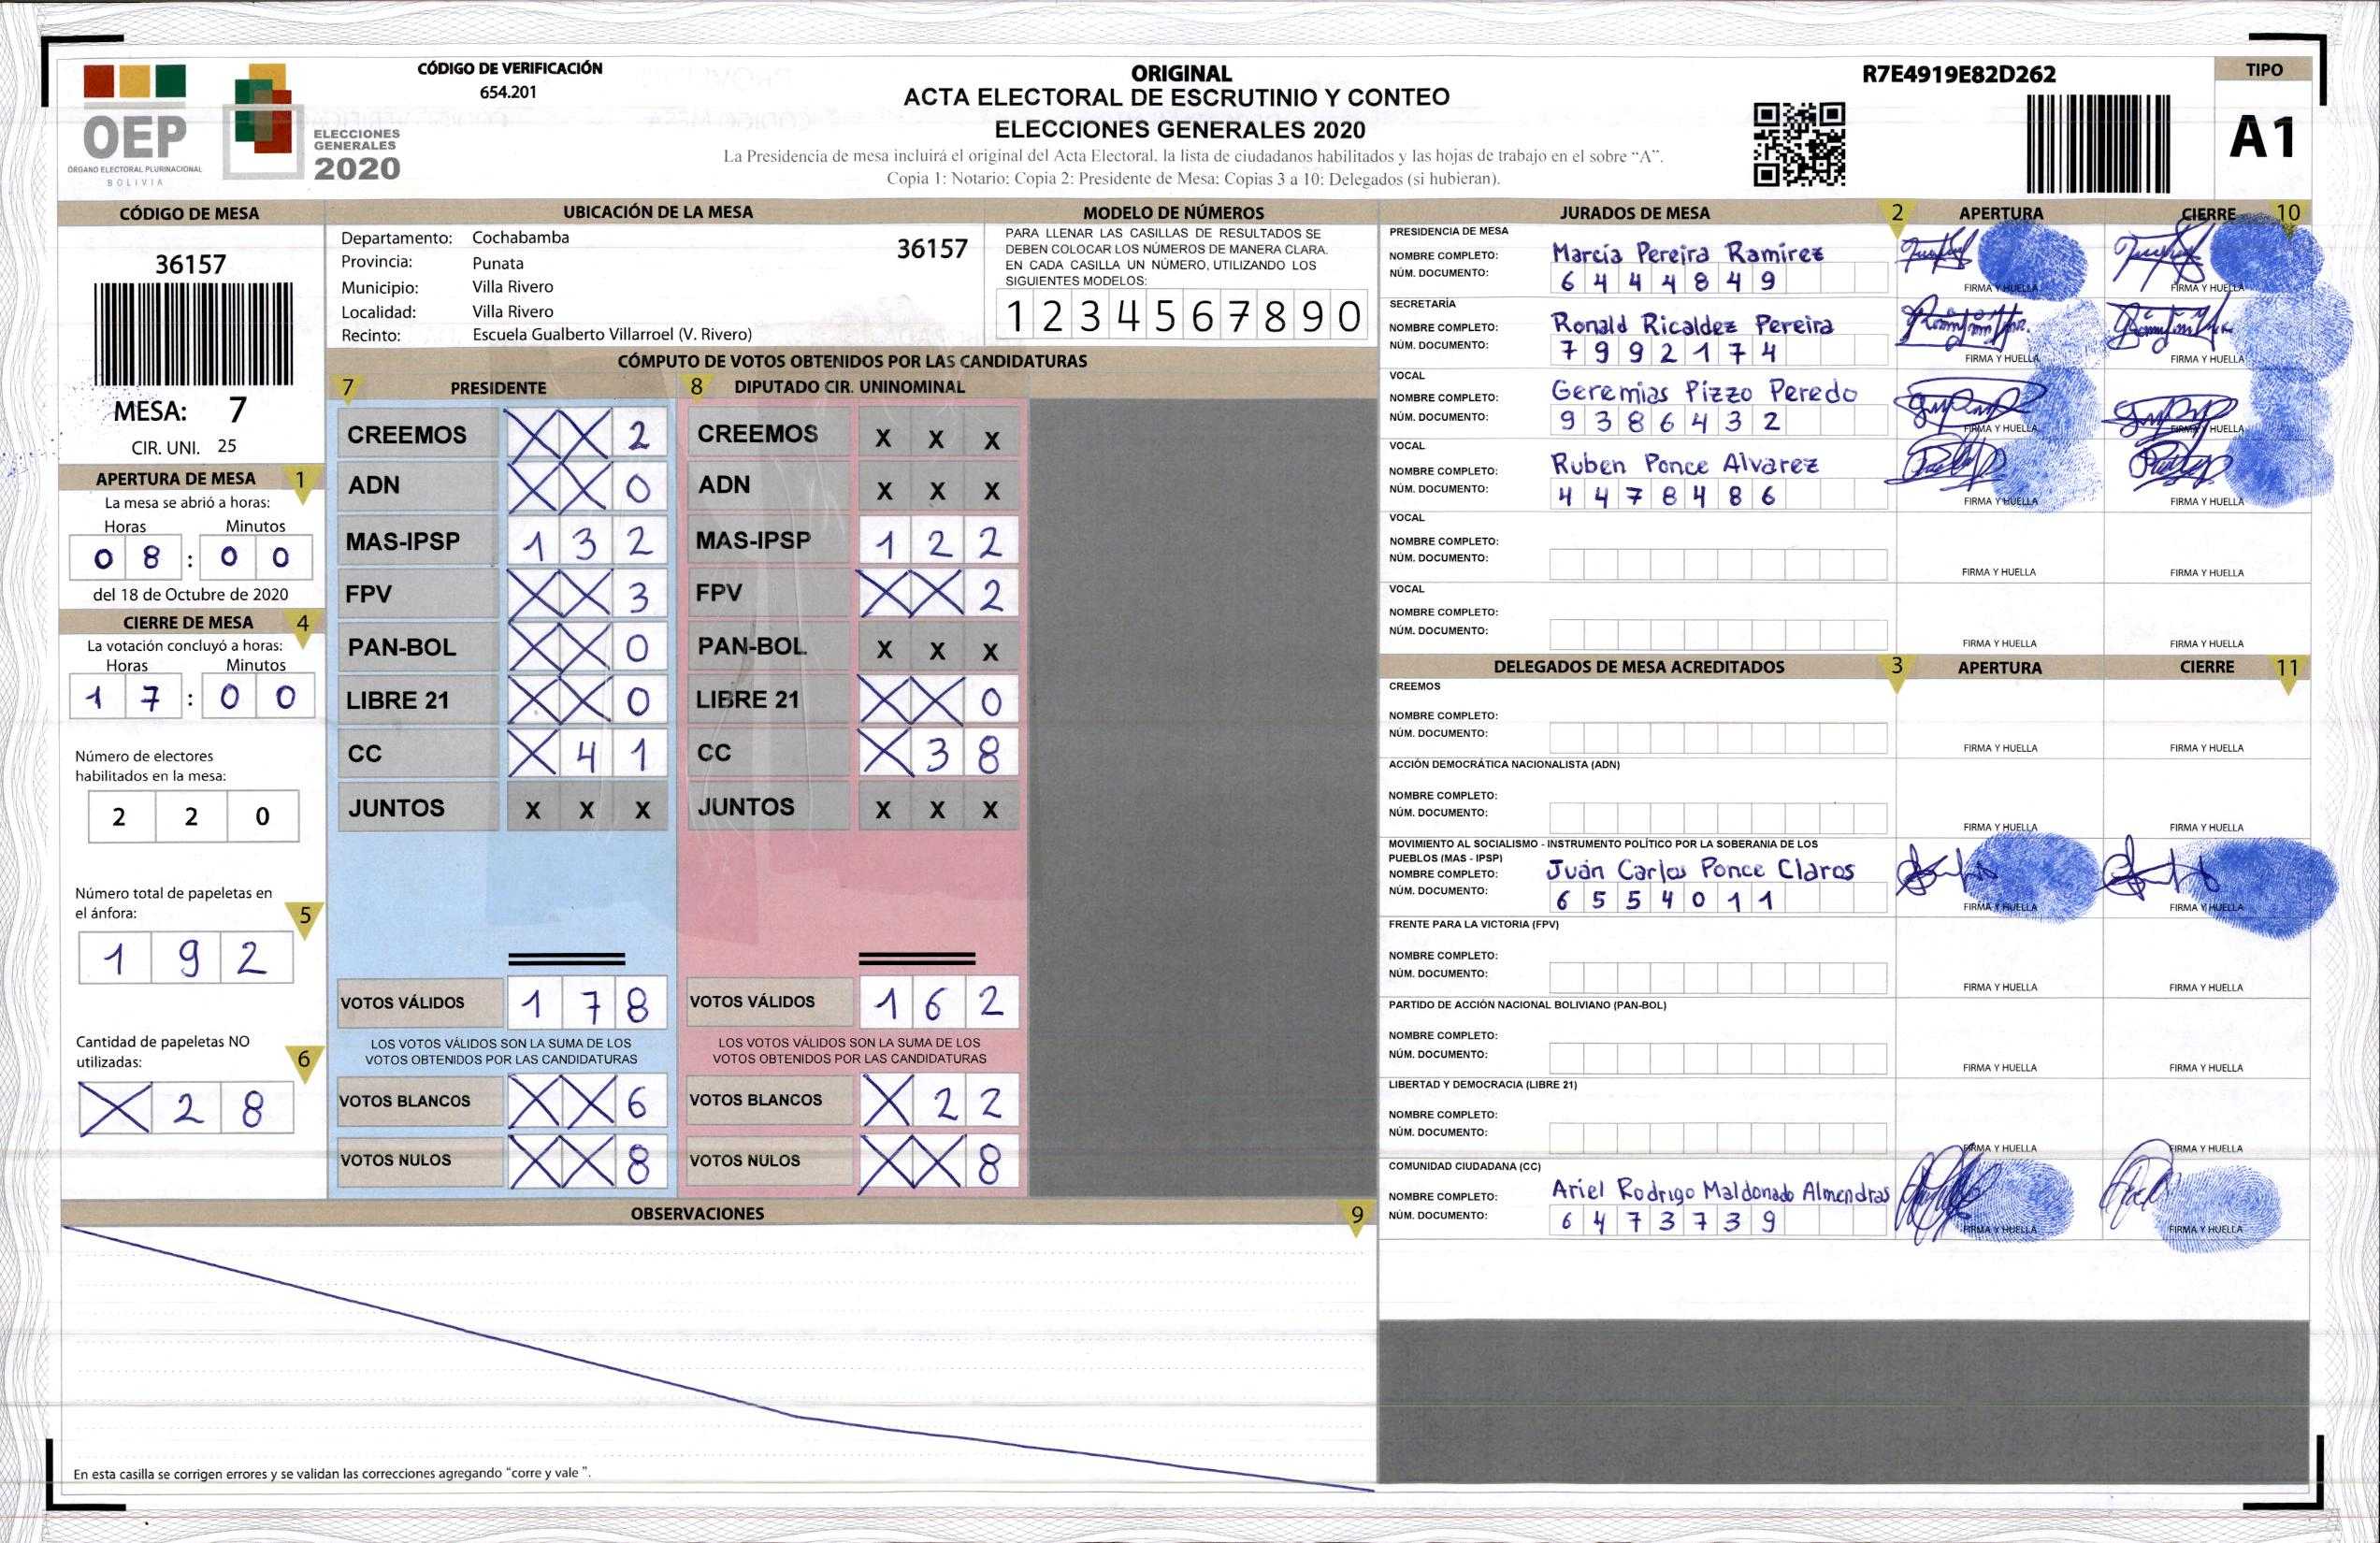 CÓDIGO DE VERIFICACIÓN
654.201
ORIGINAL
ACTA ELECTORAL DE ESCRUTINIO Y CONTEO
ELECCIONES GENERALES 2020
La Presidencia de mesa incluirá el original del Acta Electoral, la lista de ciudadanos habilitados y las hojas de trabajo en el sobre "A".
Copia 1: Notario; Copia 2: Presidente de Mesa; Copias 3 a 10: Delegados (si hubieran).
R7E4919E82D262
TIPO
A1
OEP
ÓRGANO ELECTORAL PLURINACIONAL
BOLIVIA
ELECCIONES
GENERALES
2020
CÓDIGO DE MESA
36157
MESA: 7
CIR. UNI. 25
APERTURA DE MESA 1
La mesa se abrió a horas:
Horas Minutos
0 8 : 0 0
del 18 de Octubre de 2020
CIERRE DE MESA 4
La votación concluyó a horas:
Horas Minutos
1 7 : 0 0
Número de electores
habilitados en la mesa:
2 2 0
Número total de papeletas en
el ánfora: 5
1 9 2
Cantidad de papeletas NO
utilizadas: 6
X 2 8
UBICACIÓN DE LA MESA
Departamento: Cochabamba 36157
Provincia: Punata
Municipio: Villa Rivero
Localidad: Villa Rivero
Recinto: Escuela Gualberto Villarroel (V. Rivero)
MODELO DE NÚMEROS
PARA LLENAR LAS CASILLAS DE RESULTADOS SE
DEBEN COLOCAR LOS NÚMEROS DE MANERA CLARA.
EN CADA CASILLA UN NÚMERO, UTILIZANDO LOS
SIGUIENTES MODELOS:
1 2 3 4 5 6 7 8 9 0
CÓMPUTO DE VOTOS OBTENIDOS POR LAS CANDIDATURAS
7 PRESIDENTE
CREEMOS X X 2
ADN X X 0
MAS-IPSP 1 3 2
FPV X X 3
PAN-BOL X X 0
LIBRE 21 X X 0
CC X 4 1
JUNTOS X X X
VOTOS VÁLIDOS 1 7 8
LOS VOTOS VÁLIDOS SON LA SUMA DE LOS
VOTOS OBTENIDOS POR LAS CANDIDATURAS
VOTOS BLANCOS X X 6
VOTOS NULOS X X 8
8 DIPUTADO CIR. UNINOMINAL
CREEMOS X X X
ADN X X X
MAS-IPSP 1 2 2
FPV X X 2
PAN-BOL X X X
LIBRE 21 X X 0
CC X 3 8
JUNTOS X X X
VOTOS VÁLIDOS 1 6 2
LOS VOTOS VÁLIDOS SON LA SUMA DE LOS
VOTOS OBTENIDOS POR LAS CANDIDATURAS
VOTOS BLANCOS X 2 2
VOTOS NULOS X X 8
OBSERVACIONES 9
En esta casilla se corrigen errores y se validan las correcciones agregando "corre y vale ".
JURADOS DE MESA 2 APERTURA CIERRE 10
PRESIDENCIA DE MESA
NOMBRE COMPLETO: Marcía Pereira Ramirez
NÚM. DOCUMENTO: 6 4 4 4 8 4 9
FIRMA Y HUELLA FIRMA Y HUELLA
SECRETARÍA
NOMBRE COMPLETO: Ronald Ricaldez Pereira
NÚM. DOCUMENTO: 7 9 9 2 1 7 4
FIRMA Y HUELLA FIRMA Y HUELLA
VOCAL
NOMBRE COMPLETO: Geremias Pizzo Peredo
NÚM. DOCUMENTO: 9 3 8 6 4 3 2
FIRMA Y HUELLA FIRMA Y HUELLA
VOCAL
NOMBRE COMPLETO: Ruben Ponce Alvarez
NÚM. DOCUMENTO: 4 4 7 8 4 8 6
FIRMA Y HUELLA FIRMA Y HUELLA
VOCAL
NOMBRE COMPLETO:
NÚM. DOCUMENTO:
FIRMA Y HUELLA FIRMA Y HUELLA
VOCAL
NOMBRE COMPLETO:
NÚM. DOCUMENTO:
FIRMA Y HUELLA FIRMA Y HUELLA
DELEGADOS DE MESA ACREDITADOS 3 APERTURA CIERRE 11
CREEMOS
NOMBRE COMPLETO:
NÚM. DOCUMENTO:
FIRMA Y HUELLA FIRMA Y HUELLA
ACCIÓN DEMOCRÁTICA NACIONALISTA (ADN)
NOMBRE COMPLETO:
NÚM. DOCUMENTO:
FIRMA Y HUELLA FIRMA Y HUELLA
MOVIMIENTO AL SOCIALISMO - INSTRUMENTO POLÍTICO POR LA SOBERANIA DE LOS
PUEBLOS (MAS - IPSP)
NOMBRE COMPLETO: Juán Carlos Ponce Claros
NÚM. DOCUMENTO: 6 5 5 4 0 1 1
FIRMA Y HUELLA FIRMA Y HUELLA
FRENTE PARA LA VICTORIA (FPV)
NOMBRE COMPLETO:
NÚM. DOCUMENTO:
FIRMA Y HUELLA FIRMA Y HUELLA
PARTIDO DE ACCIÓN NACIONAL BOLIVIANO (PAN-BOL)
NOMBRE COMPLETO:
NÚM. DOCUMENTO:
FIRMA Y HUELLA FIRMA Y HUELLA
LIBERTAD Y DEMOCRACIA (LIBRE 21)
NOMBRE COMPLETO:
NÚM. DOCUMENTO:
FIRMA Y HUELLA FIRMA Y HUELLA
COMUNIDAD CIUDADANA (CC)
NOMBRE COMPLETO: Ariel Rodrigo Maldonado Almendras
NÚM. DOCUMENTO: 6 4 7 3 7 3 9
FIRMA Y HUELLA FIRMA Y HUELLA